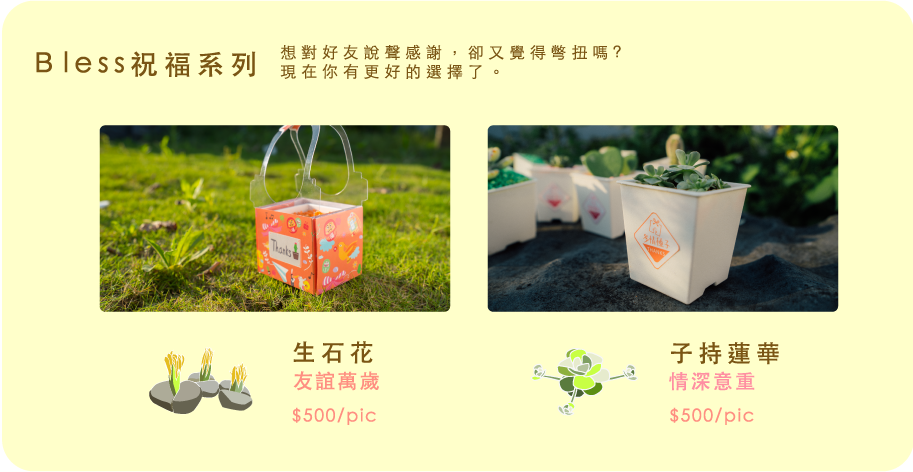 Bless祝福系列
想對好友說聲感謝，卻又覺得彆扭嗎?
現在你有更好的選擇了。
Thanks
生石花
友誼萬歲
$500/pic
子持蓮華
情深意重
$500/pic